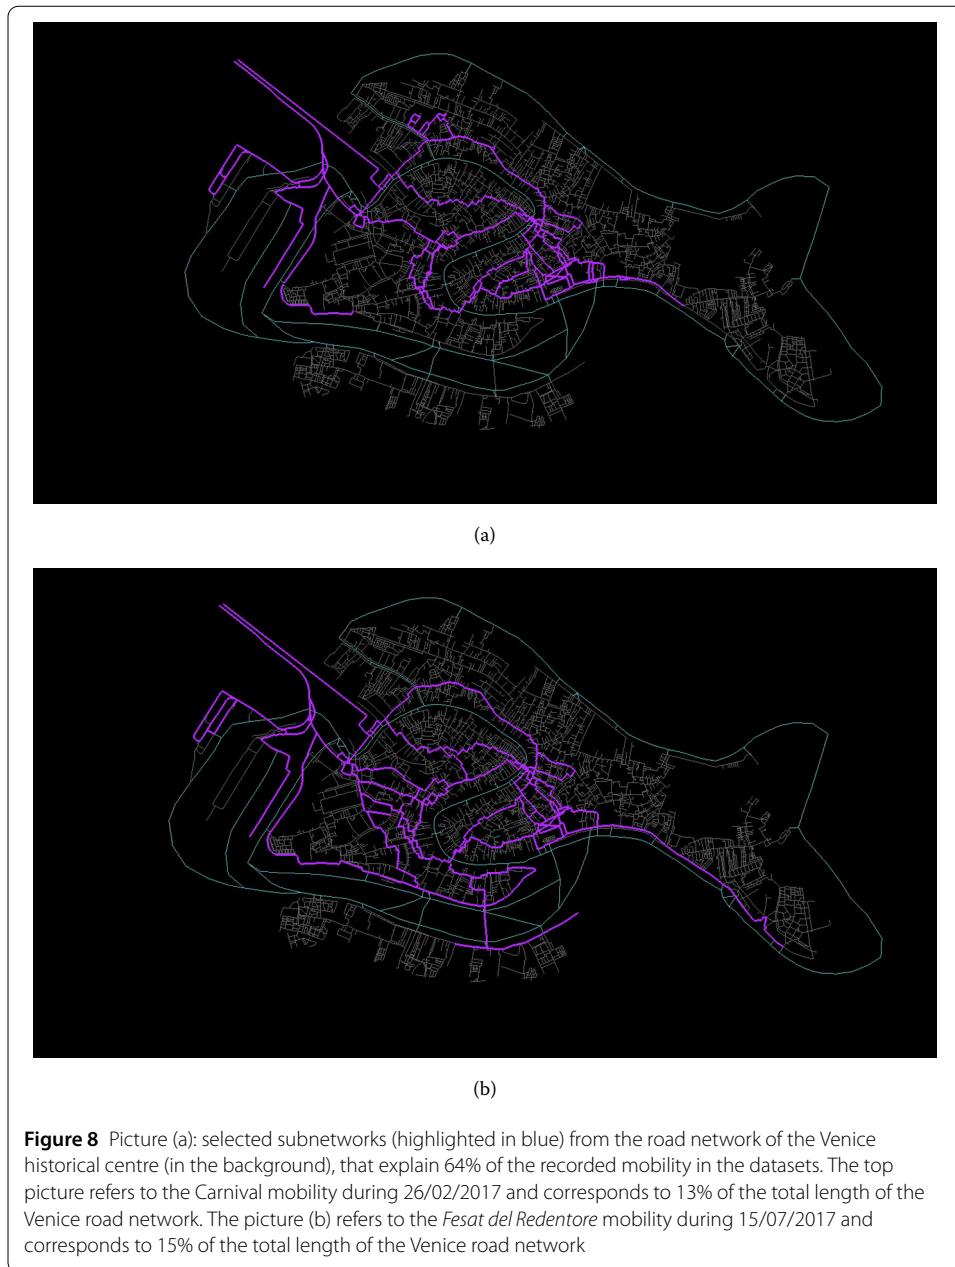 (a)
(b)
Figure 8 Picture (a): selected subnetworks (highlighted in blue) from the road network of the Venice
historical centre (in the background), that explain 64% of the recorded mobility in the datasets. The top
picture refers to the Carnival mobility during 26/02/2017 and corresponds to 13% of the total length of the
Venice road network. The picture (b) refers to the Fesat del Redentore mobility during 15/07/2017 and
corresponds to 15% of the total length of the Venice road network